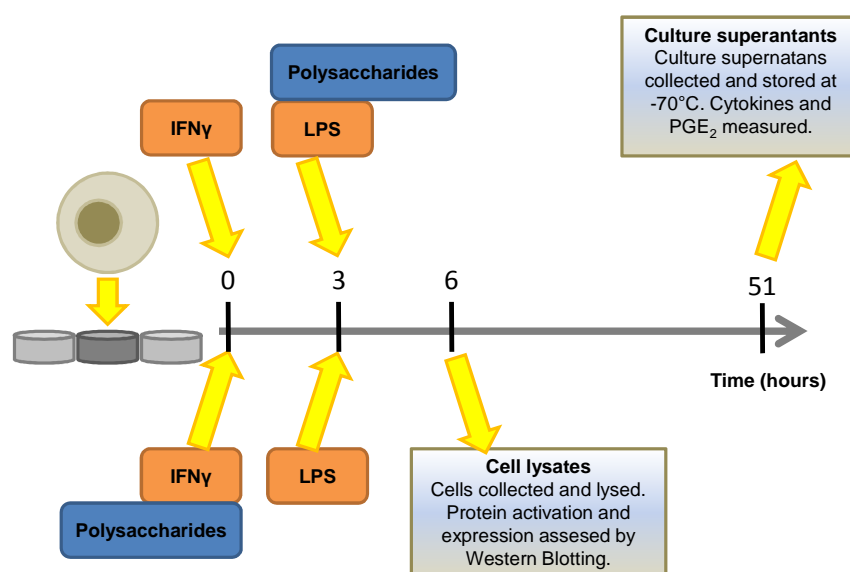 Polysaccharides
IFNγ
LPS
Culture superantants
Culture supernatans
collected and stored at
-70°C. Cytokines and
PGE₂ measured.
0
3
6
51
Time (hours)
IFNγ
Polysaccharides
LPS
Cell lysates
Cells collected and lysed.
Protein activation and
expression assesed by
Western Blotting.